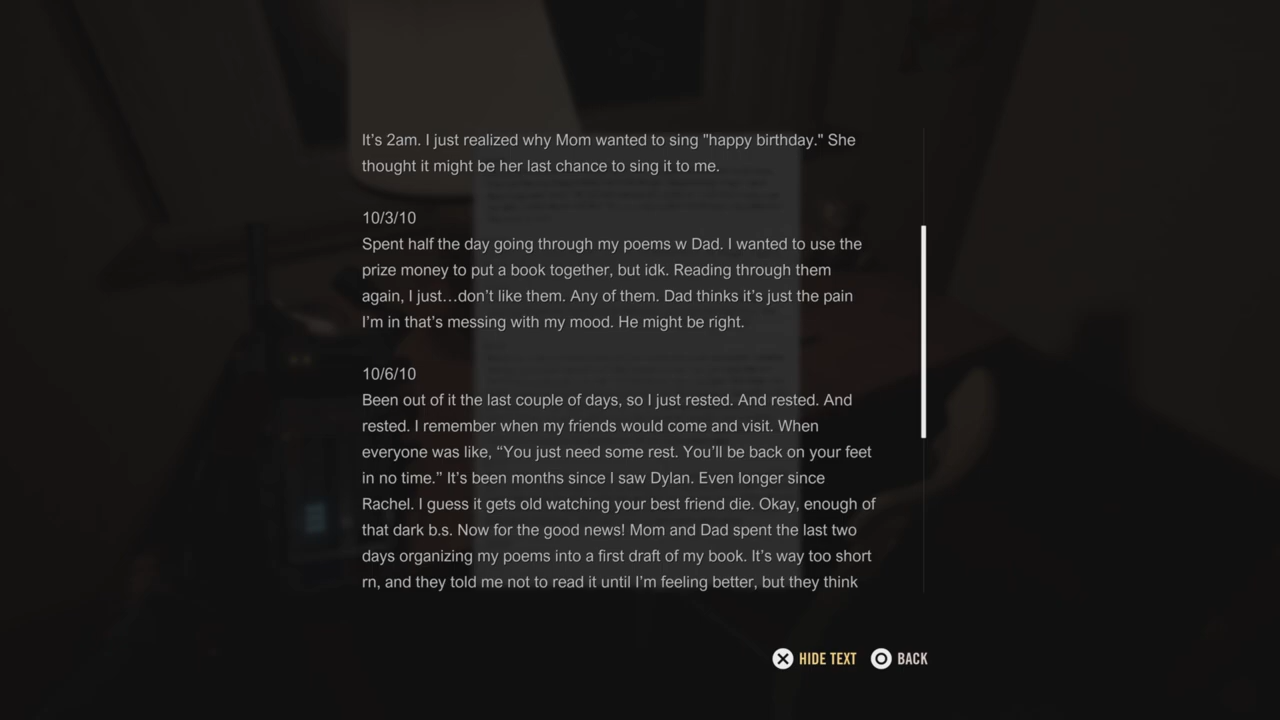 It’s 2am. I just realized why Mom wanted to sing "happy birthday." She
thought it might be her last chance to sing it to me.
10/3/10
Spent half the day going through my poems w Dad. I wanted to use the
prize money to put a book together, but idk. Reading through them
again, I just…don’t like them. Any of them. Dad thinks it’s just the pain
I’m in that’s messing with my mood. He might be right.
10/6/10
Been out of it the last couple of days, so I just rested. And rested. And
rested. I remember when my friends would come and visit. When
everyone was like, “You just need some rest. You’ll be back on your feet
in no time.” It’s been months since I saw Dylan. Even longer since
Rachel. I guess it gets old watching your best friend die. Okay, enough of
that dark b.s. Now for the good news! Mom and Dad spent the last two
days organizing my poems into a first draft of my book. It’s way too short
rn, and they told me not to read it until I’m feeling better, but they think
HIDE TEXT BACK